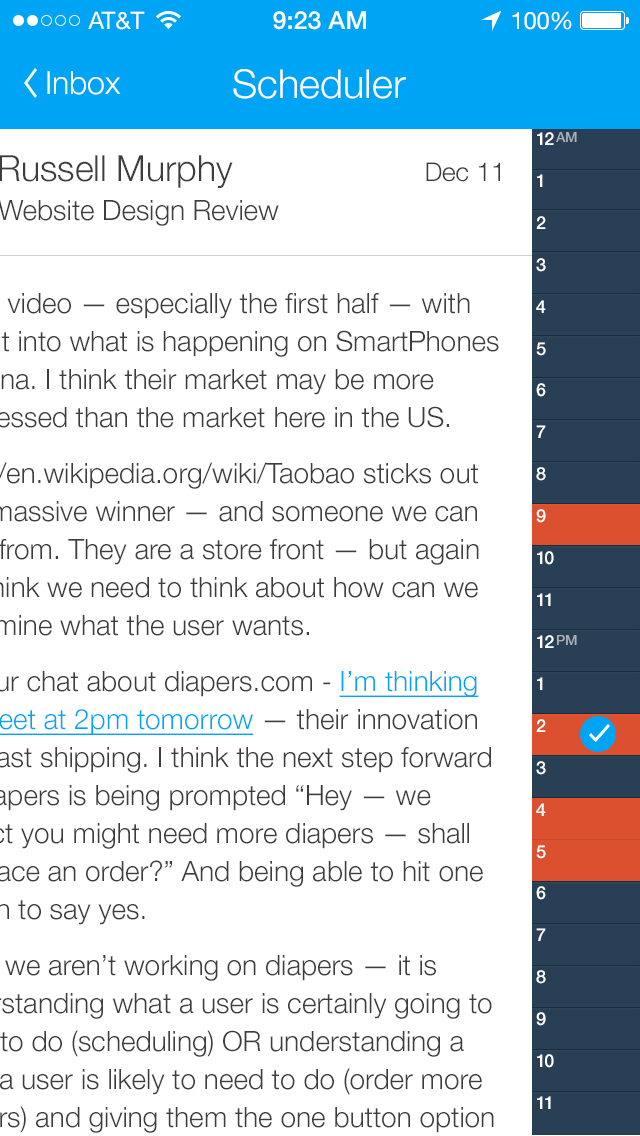 AT&T 9:23 AM 100%
Inbox Scheduler
Russell Murphy Dec 11
Website Design Review
video — especially the first half — with
t into what is happening on SmartPhones
na. I think their market may be more
essed than the market here in the US.
/en.wikipedia.org/wiki/Taobao sticks out
massive winner — and someone we can
from. They are a store front — but again
hink we need to think about how can we
mine what the user wants.
ur chat about diapers.com - I’m thinking
eet at 2pm tomorrow — their innovation
ast shipping. I think the next step forward
apers is being prompted “Hey — we
ct you might need more diapers — shall
ace an order?” And being able to hit one
n to say yes.
we aren’t working on diapers — it is
rstanding what a user is certainly going to
to do (scheduling) OR understanding a
a user is likely to need to do (order more
rs) and giving them the one button option
12 AM
1
2
3
4
5
6
7
8
9
10
11
12 PM
1
2
3
4
5
6
7
8
9
10
11